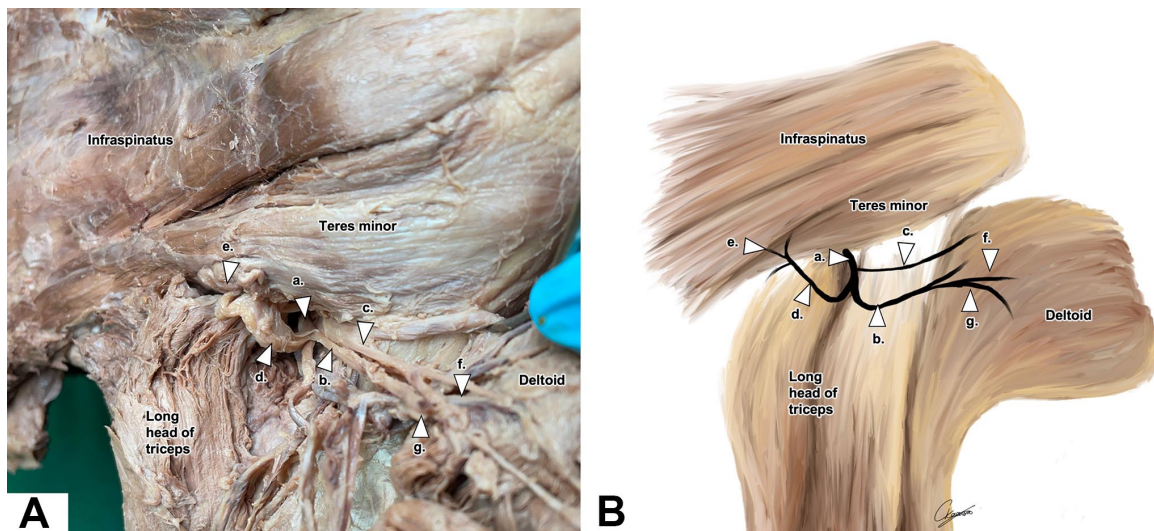 Infraspinatus
Teres minor
e.
a.
c.
d.
b.
f.
Deltoid
g.
Long
head of
triceps
A
Infraspinatus
Teres minor
e.
a.
c.
f.
d.
b.
g.
Deltoid
Long
head of
triceps
B